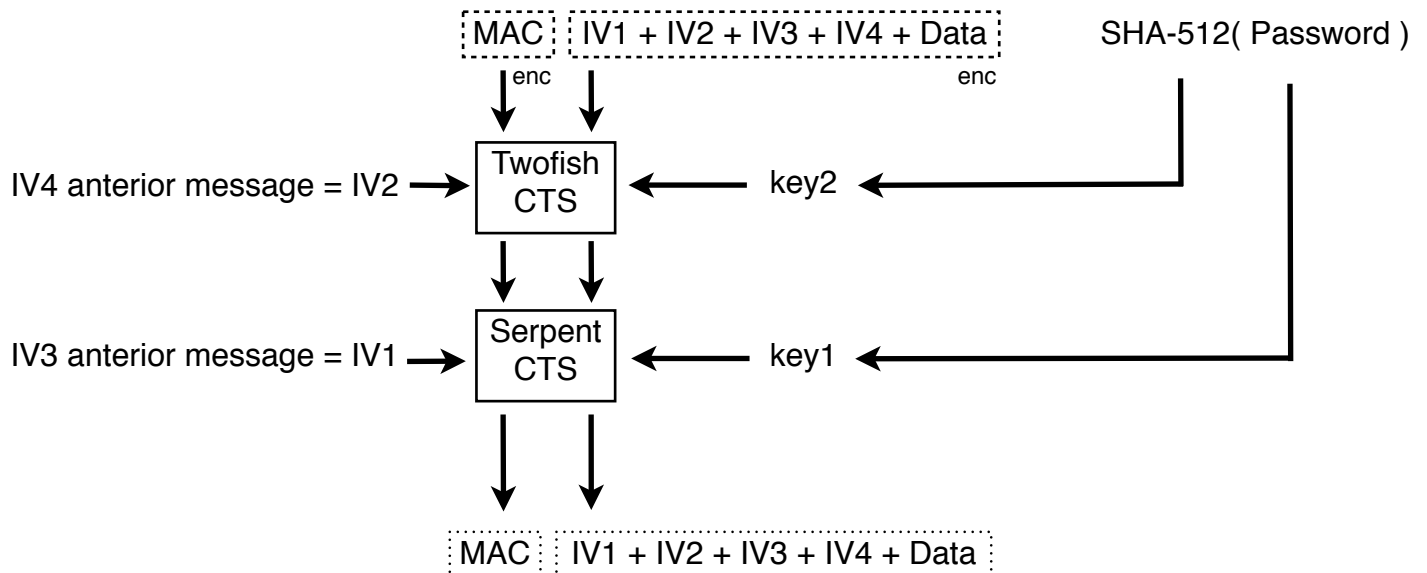 MAC IV1 + IV2 + IV3 + IV4 + Data SHA-512( Password )
enc enc
IV4 anterior message = IV2 Twofish CTS key2
IV3 anterior message = IV1 Serpent CTS key1
MAC IV1 + IV2 + IV3 + IV4 + Data